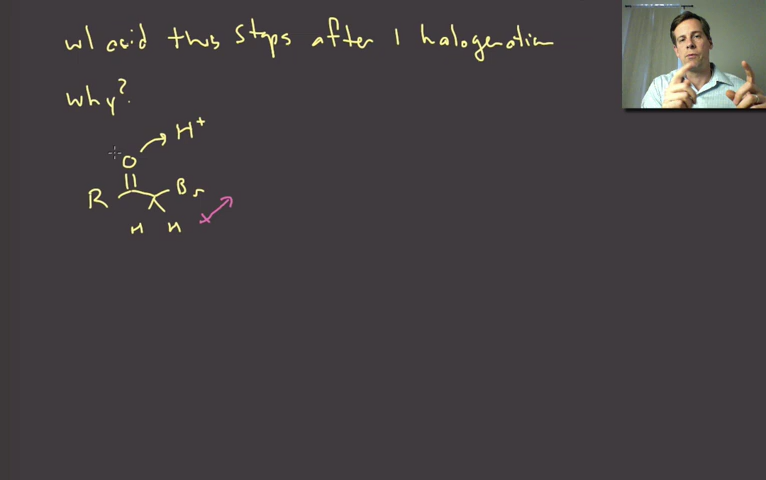 w/ acid this stops after 1 halogenation
why?
H+
O
R Br
H H